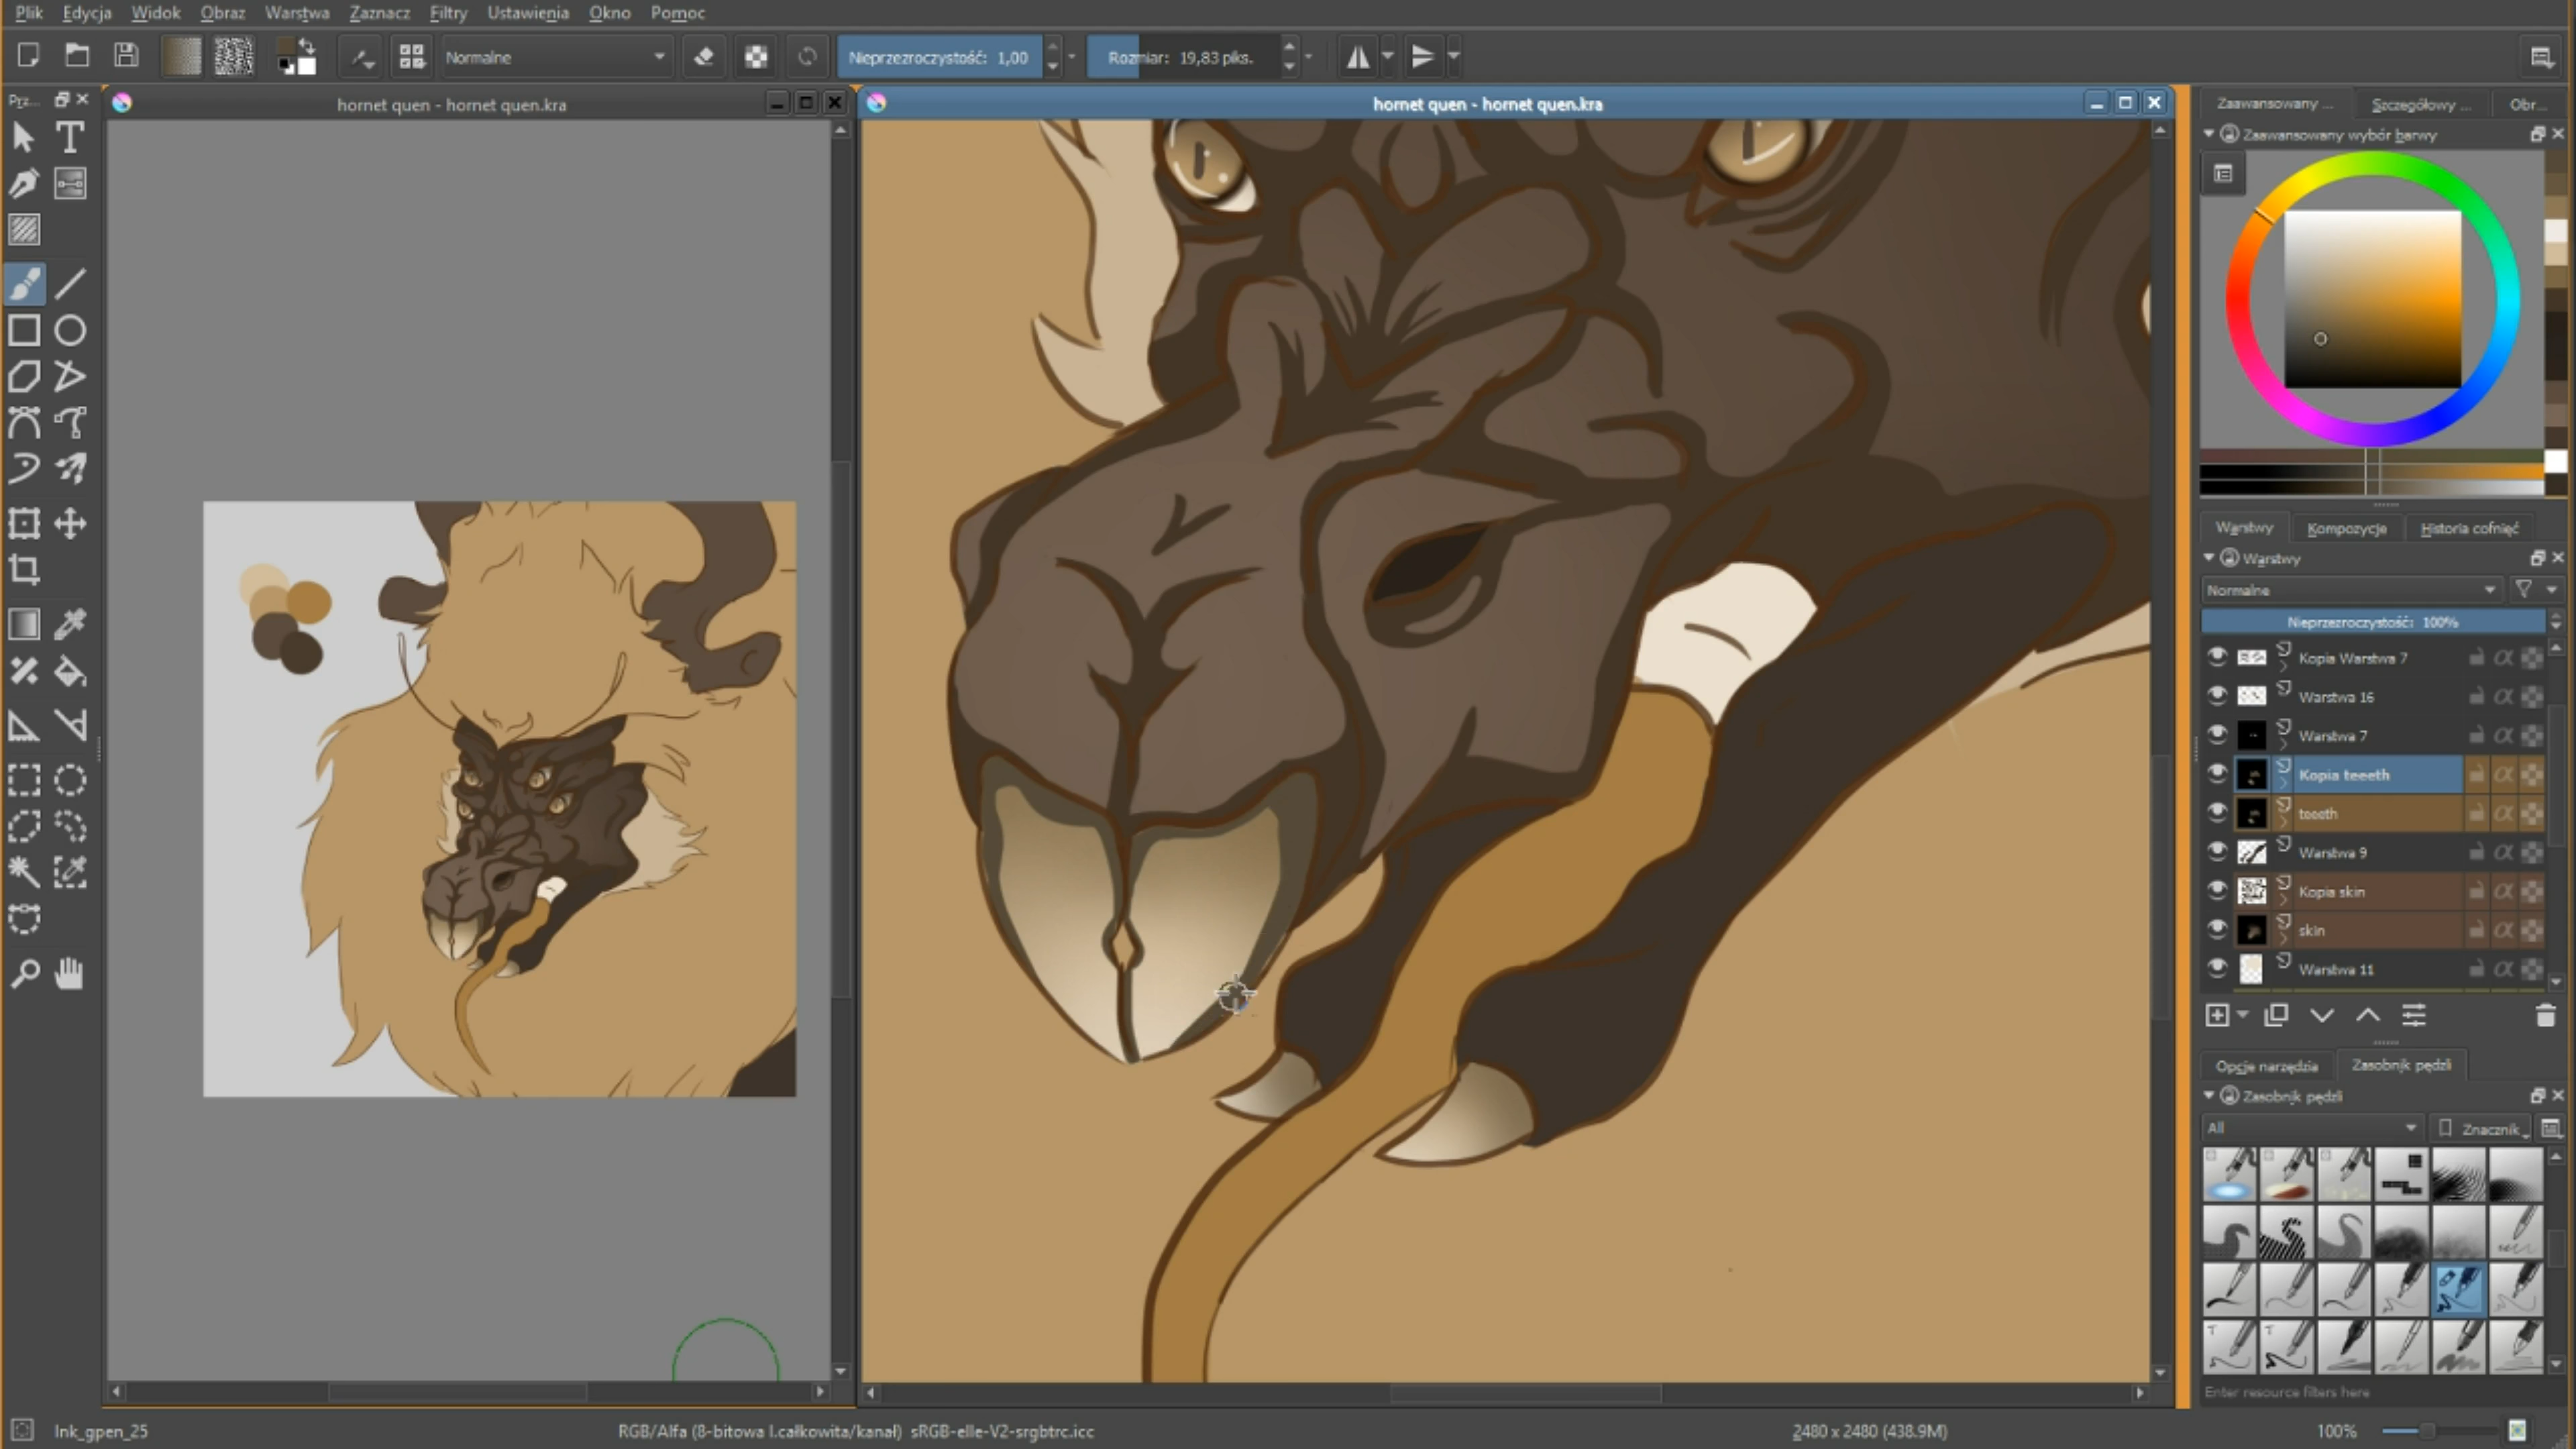 Plik Edycja Widok Obraz Warstwa Zaznacz Filtry Ustawienia Okno Pomoc
Normalne Nieprzezroczystość: 1,00 Rozmiar: 19,83 piks.
Prz... hornet quen - hornet quen.kra hornet quen - hornet quen.kra
Zaawansowany ... Szczegółowy ... Obr...
Zaawansowany wybór barwy
Warstwy Kompozycje Historia cofnięć
Warstwy
Normalne
Nieprzezroczystość: 100%
Kopia Warstwa 7
Warstwa 16
Warstwa 7
Kopia teeeth
teeeth
Warstwa 9
Kopia skin
skin
Warstwa 11
Opcje narzędzia Zasobnik pędzli
Zasobnik pędzli
All Znacznik
Enter resource filters here
Ink_gpen_25 RGB/Alfa (8-bitowa l.całkowita/kanał) sRGB-elle-V2-srgbtrc.icc 2480 x 2480 (438.9M) 100%